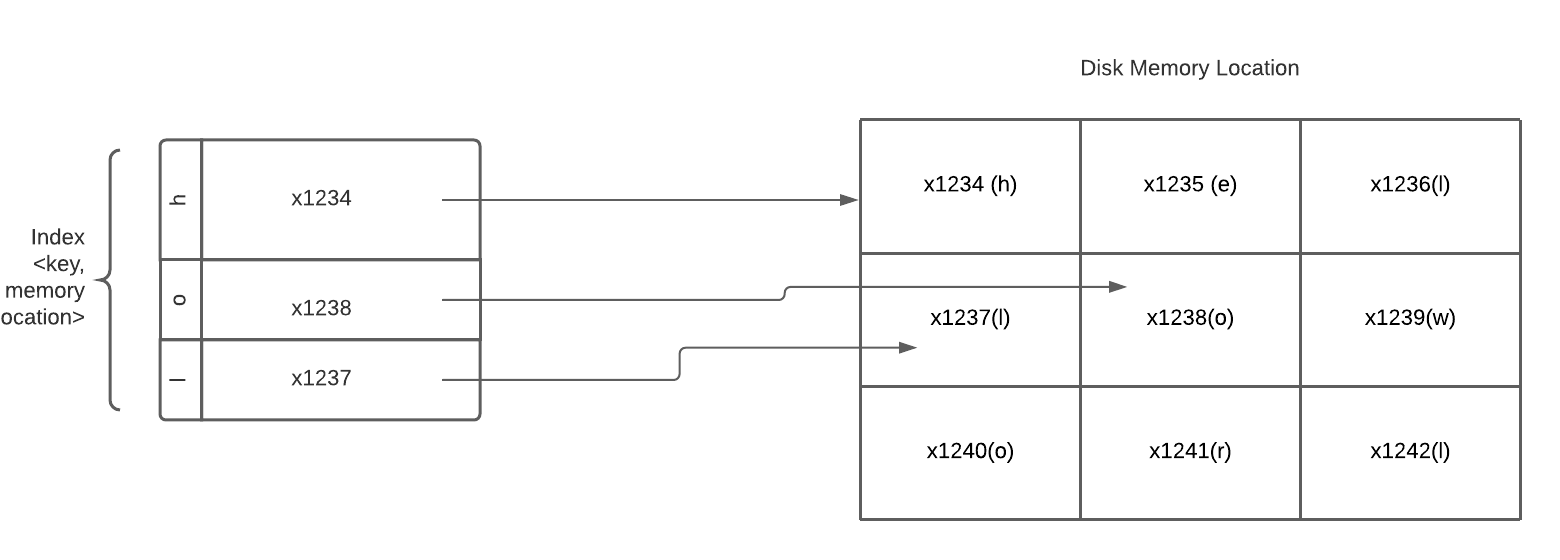 Disk Memory Location
Index
<key,
memory
ocation>
h
x1234
o
x1238
l
x1237
x1234 (h)
x1235 (e)
x1236(l)
x1237(l)
x1238(o)
x1239(w)
x1240(o)
x1241(r)
x1242(l)